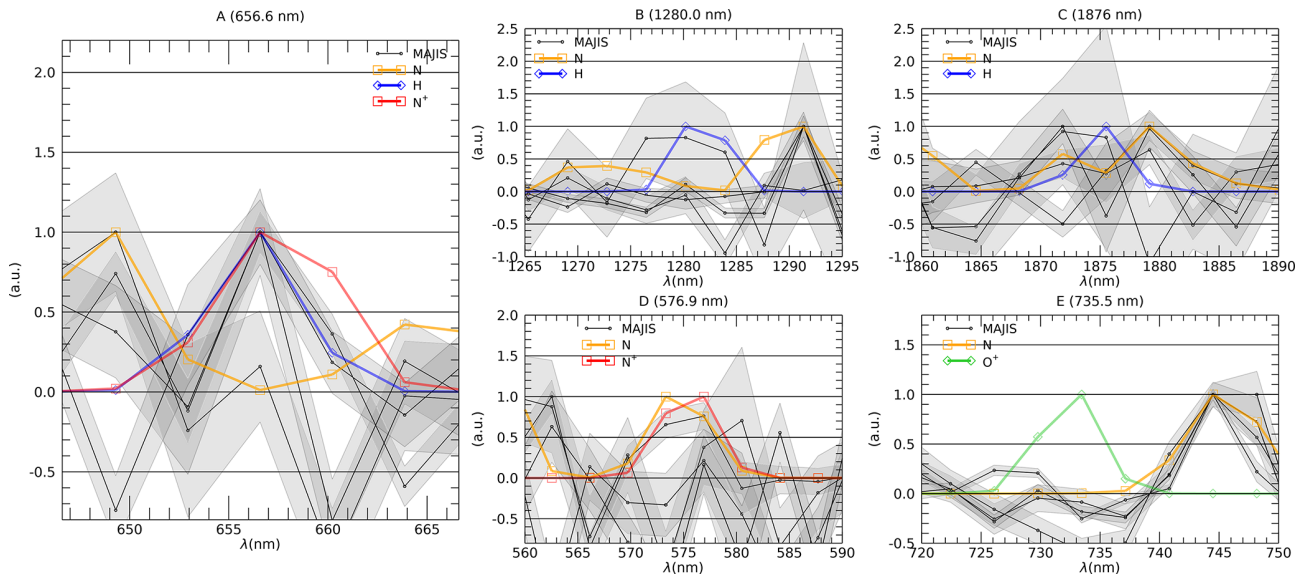 A (656.6 nm)
MAJIS
N
H
N+
2.0
1.5
1.0
0.5
0.0
-0.5
(a.u.)
650 655 660 665
λ(nm)
B (1280.0 nm)
MAJIS
N
H
2.5
2.0
1.5
1.0
0.5
0.0
-0.5
-1.0
(a.u.)
1265 1270 1275 1280 1285 1290 1295
λ(nm)
C (1876 nm)
MAJIS
N
H
2.5
2.0
1.5
1.0
0.5
0.0
-0.5
-1.0
(a.u.)
1860 1865 1870 1875 1880 1885 1890
λ(nm)
D (576.9 nm)
MAJIS
N
N+
2.0
1.5
1.0
0.5
0.0
-0.5
(a.u.)
560 565 570 575 580 585 590
λ(nm)
E (735.5 nm)
MAJIS
N
O+
1.5
1.0
0.5
0.0
-0.5
(a.u.)
720 725 730 735 740 745 750
λ(nm)